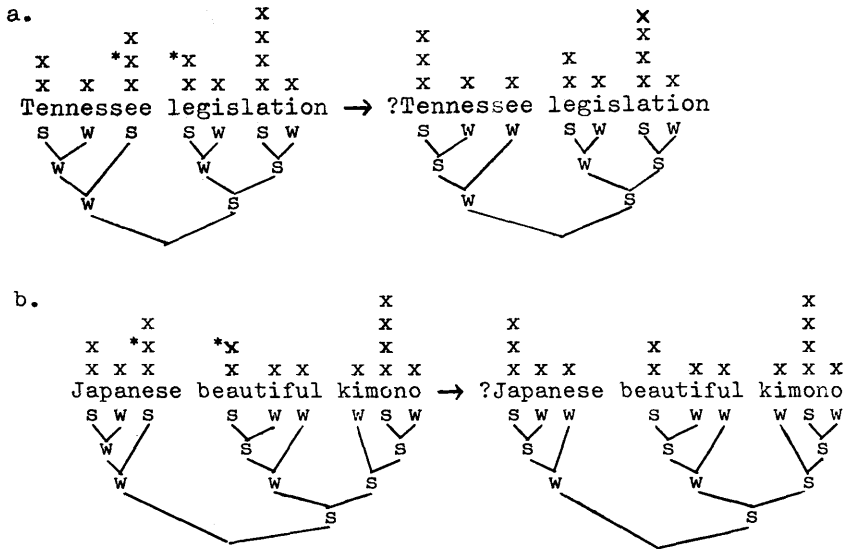 a.
x x
x x x x
x *x *x x x x x
x x x x x x x x x x x x x x
Tennessee legislation → ?Tennessee legislation
S W S S W S W S W W S W S W
W W S S W S
W S W S
b.
x x
x x x x
x *x *x x x x x
x x x x x x x x x x x x x x x x x x
Japanese beautiful kimono → ?Japanese beautiful kimono
S W S S W W W S W S W W S W W W S W
W S S S S S
W W S W W S
S S